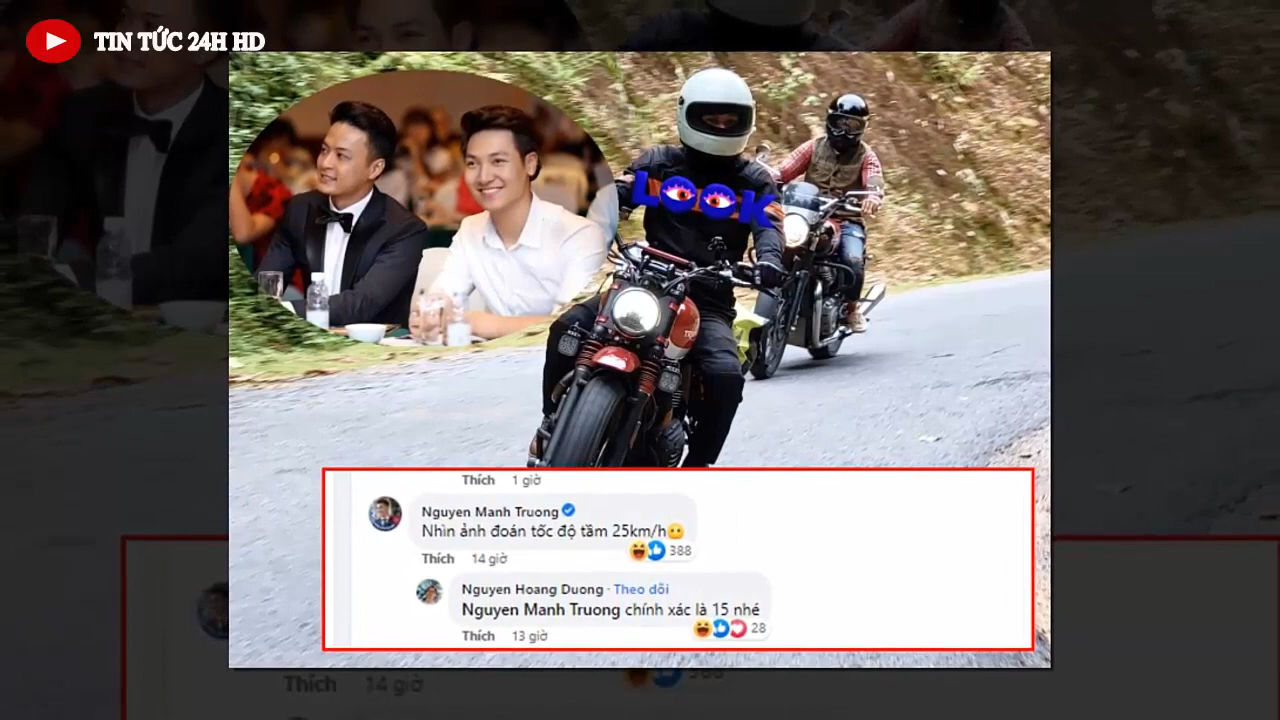 TIN TỨC 24H HD
LOOK
Thích 1 giờ
Nguyen Manh Truong
Nhìn ảnh đoán tốc độ tầm 25km/h😶
Thích 14 giờ
388
Nguyen Hoang Duong · Theo dõi
Nguyen Manh Truong chính xác là 15 nhé
Thích 13 giờ
28
Thích 14 giờ